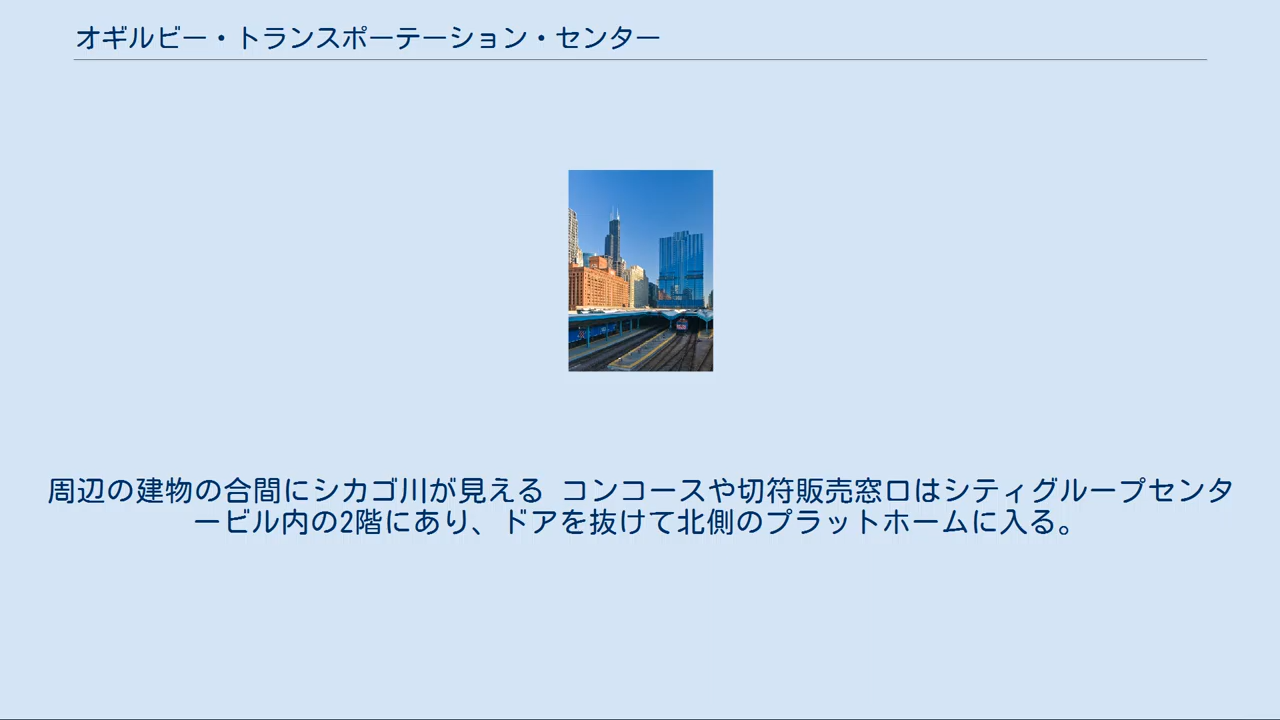 オギルビー・トランスポーテーション・センター
周辺の建物の合間にシカゴ川が見える コンコースや切符販売窓口はシティグループセンタ
ービル内の2階にあり、ドアを抜けて北側のプラットホームに入る。